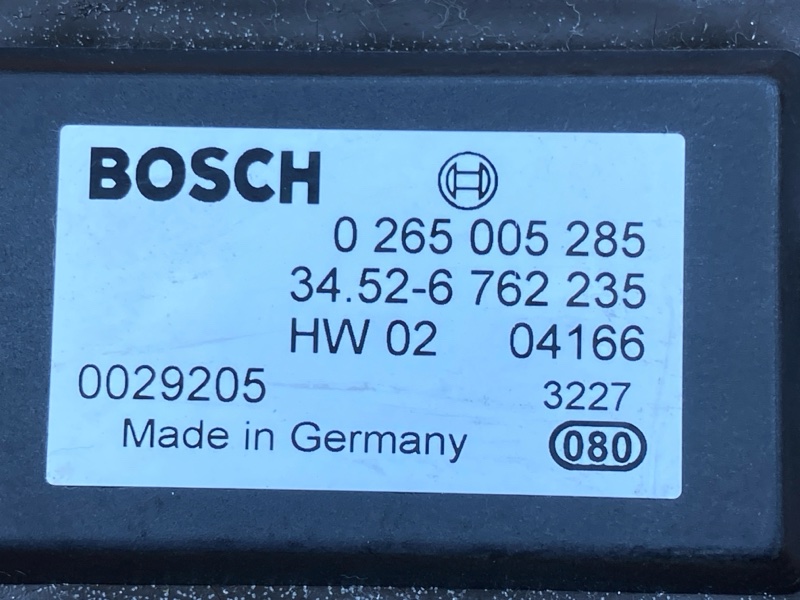 BOSCH
0 265 005 285
34.52-6 762 235
HW 02 04166
0029205 3227
Made in Germany 080